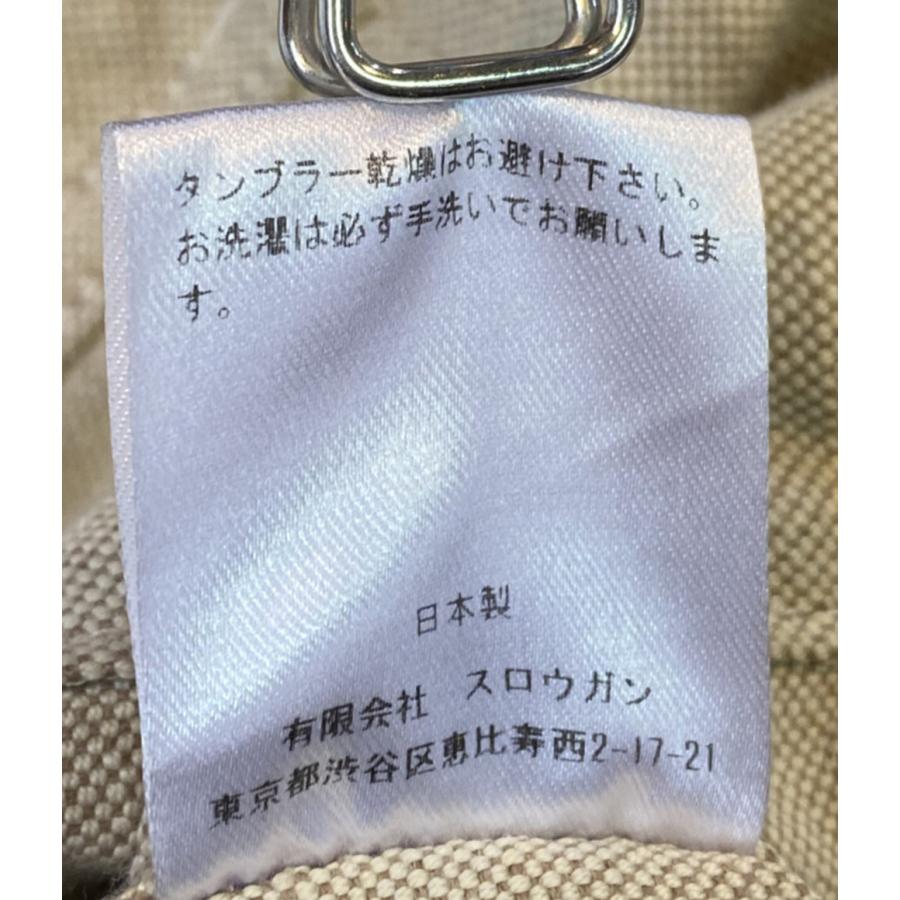 タンブラー乾燥はお避け下さい。
お洗濯は必ず手洗いでお願いしま
す。
日本製
有限会社 スロウガン
東京都渋谷区恵比寿西2-17-21